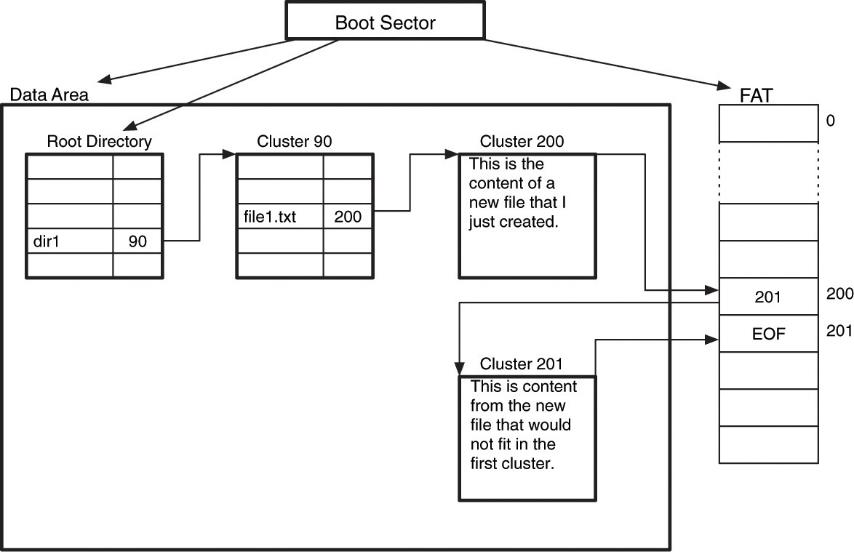 Boot Sector
Data Area
FAT
0
Root Directory
dir1 90
Cluster 90
file1.txt 200
Cluster 200
This is the
content of a
new file that I
just created.
201 200
EOF 201
Cluster 201
This is content
from the new
file that would
not fit in the
first cluster.